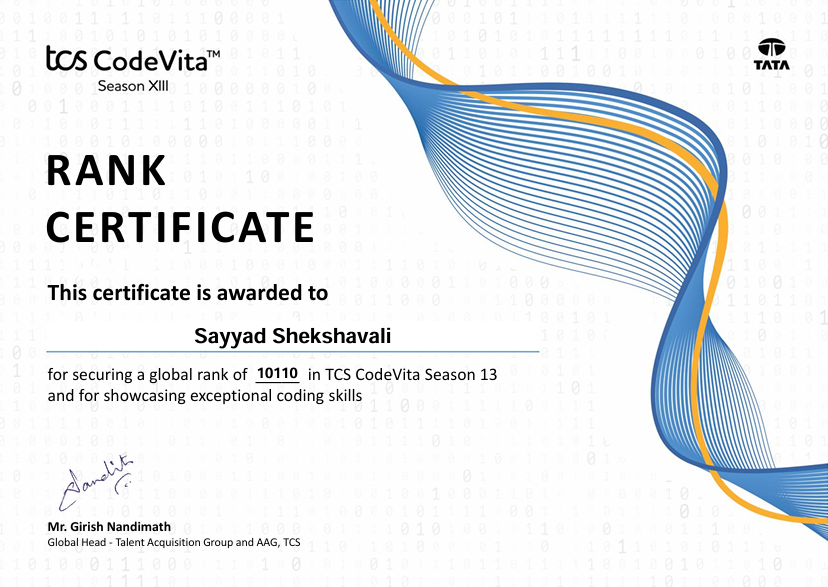 tcs CodeVita™
Season XIII
TATA
RANK
CERTIFICATE
This certificate is awarded to
Sayyad Shekshavali
for securing a global rank of 10110 in TCS CodeVita Season 13
and for showcasing exceptional coding skills
Mr. Girish Nandimath
Global Head - Talent Acquisition Group and AAG, TCS